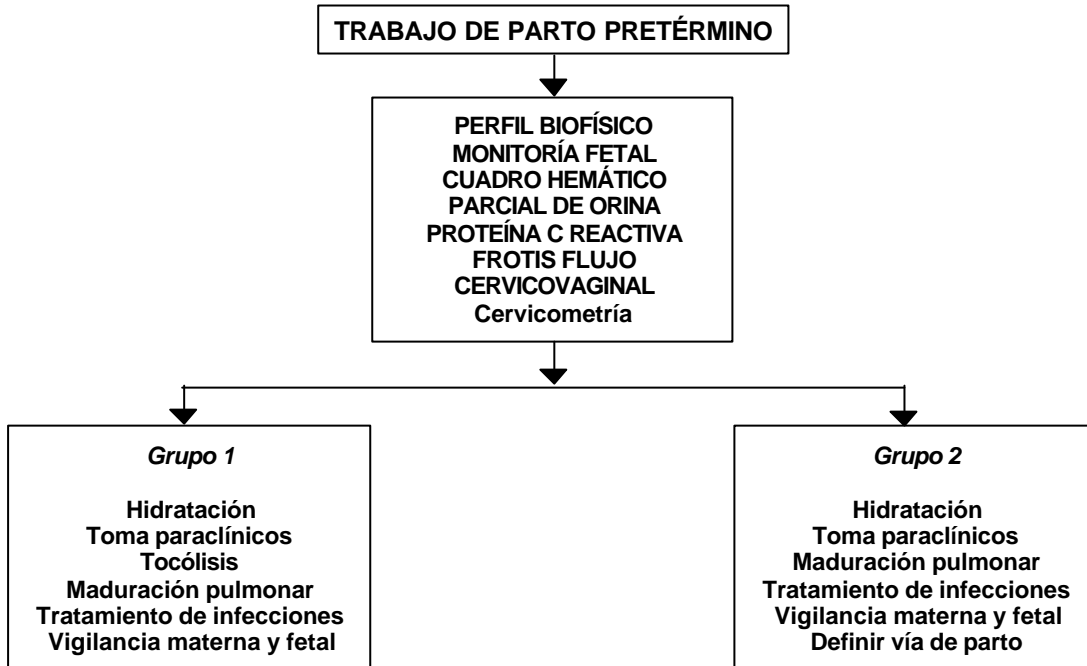 TRABAJO DE PARTO PRETÉRMINO
PERFIL BIOFÍSICO
MONITORÍA FETAL
CUADRO HEMÁTICO
PARCIAL DE ORINA
PROTEÍNA C REACTIVA
FROTIS FLUJO
CERVICOVAGINAL
Cervicometría
Grupo 1
Hidratación
Toma paraclínicos
Tocólisis
Maduración pulmonar
Tratamiento de infecciones
Vigilancia materna y fetal
Grupo 2
Hidratación
Toma paraclínicos
Maduración pulmonar
Tratamiento de infecciones
Vigilancia materna y fetal
Definir vía de parto